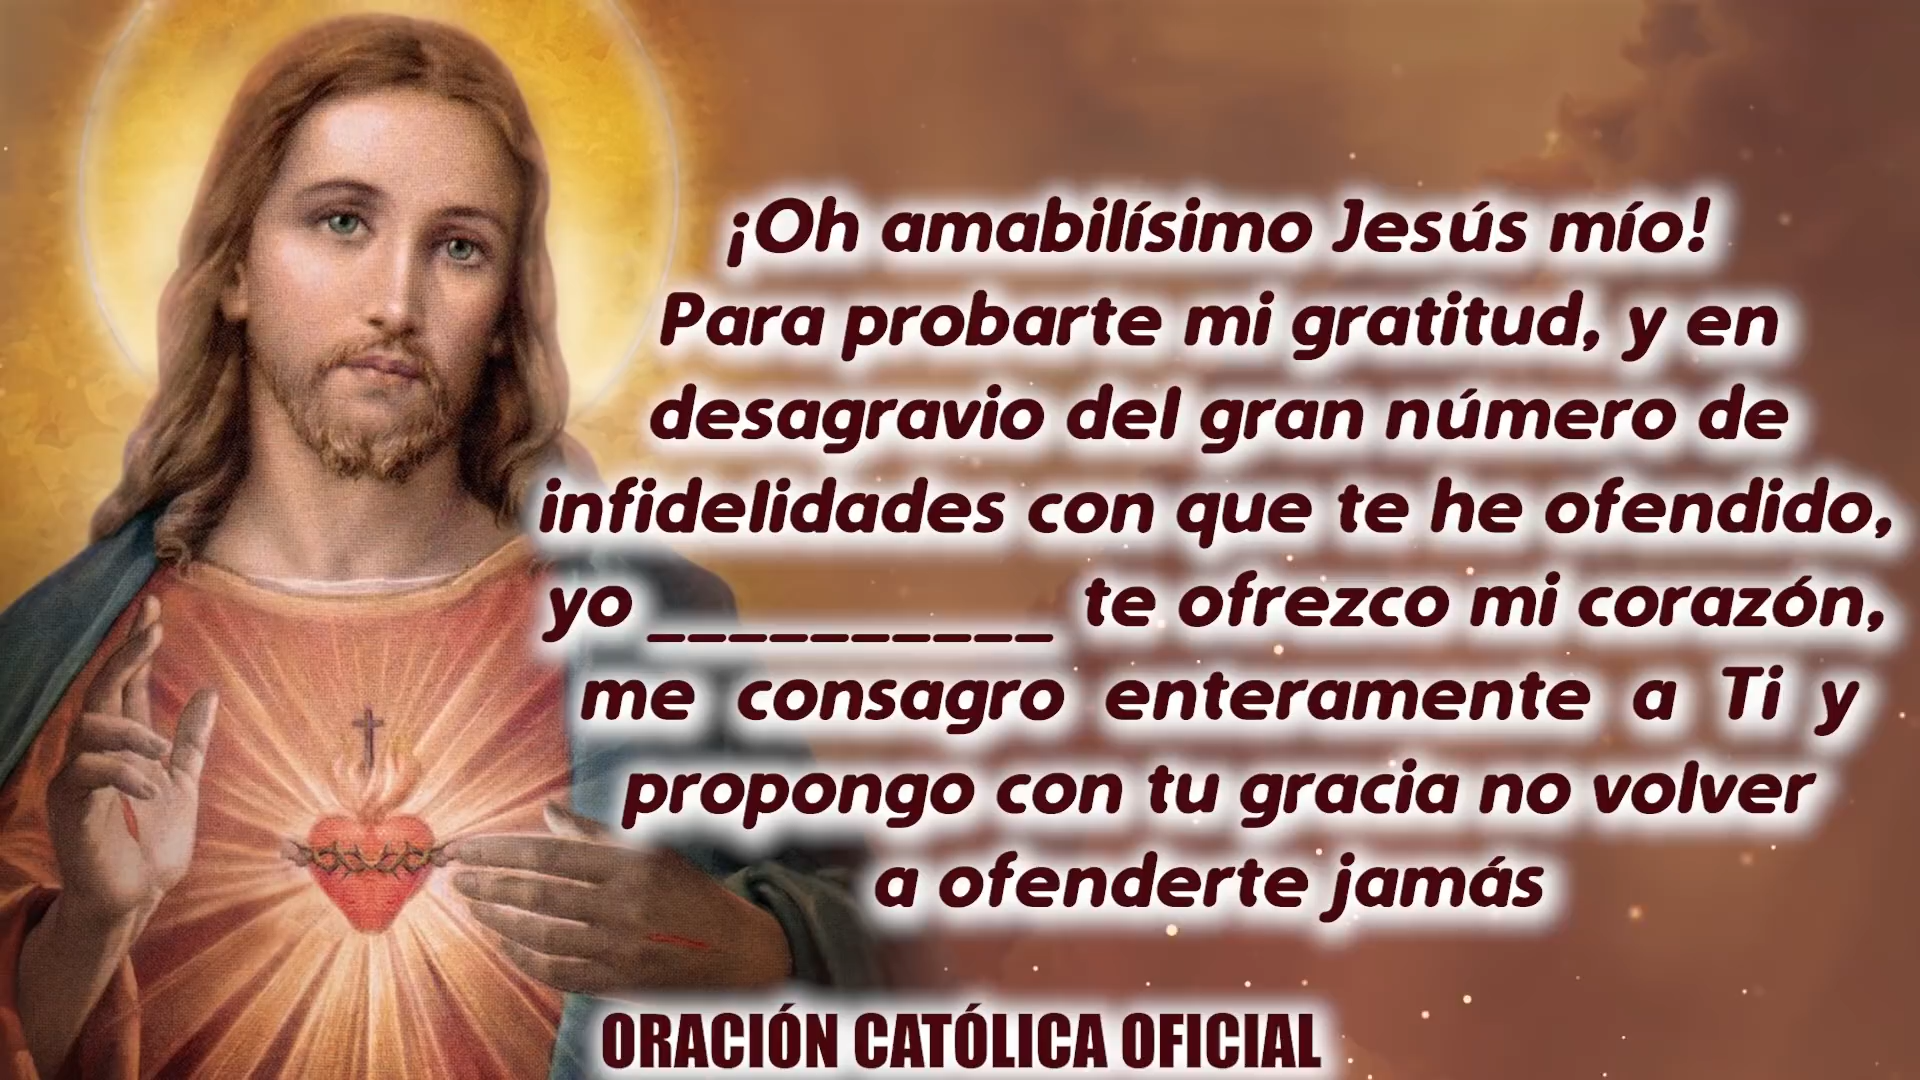 ¡Oh amabilísimo Jesús mío!
Para probarte mi gratitud, y en
desagravio del gran número de
infidelidades con que te he ofendido,
yo __________ te ofrezco mi corazón,
me consagro enteramente a Ti y
propongo con tu gracia no volver
a ofenderte jamás
ORACIÓN CATÓLICA OFICIAL